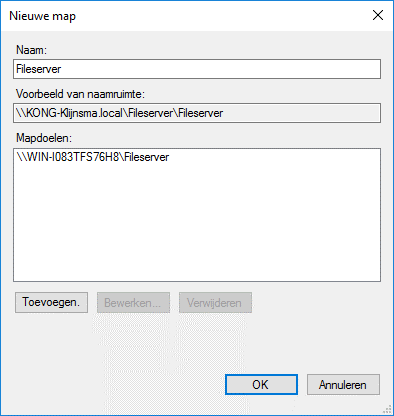 Nieuwe map
Naam:
Fileserver
Voorbeeld van naamruimte:
\\KONG-Klijnsma.local\Fileserver\Fileserver
Mapdoelen:
\\WIN-I083TFS76H8\Fileserver
Toevoegen.
Bewerken...
Verwijderen
OK
Annuleren